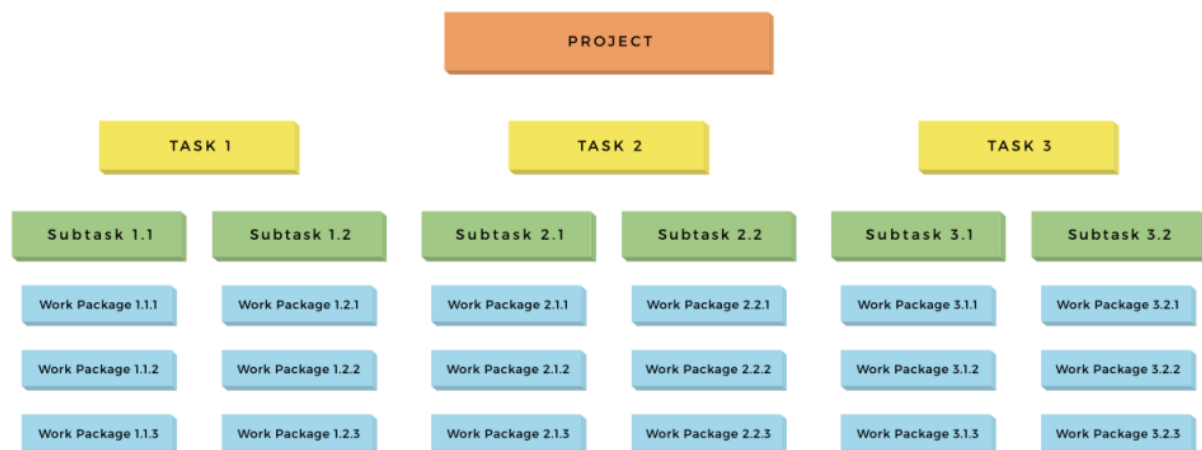 PROJECT
TASK 1
TASK 2
TASK 3
Subtask 1.1
Subtask 1.2
Subtask 2.1
Subtask 2.2
Subtask 3.1
Subtask 3.2
Work Package 1.1.1
Work Package 1.2.1
Work Package 2.1.1
Work Package 2.2.1
Work Package 3.1.1
Work Package 3.2.1
Work Package 1.1.2
Work Package 1.2.2
Work Package 2.1.2
Work Package 2.2.2
Work Package 3.1.2
Work Package 3.2.2
Work Package 1.1.3
Work Package 1.2.3
Work Package 2.1.3
Work Package 2.2.3
Work Package 3.1.3
Work Package 3.2.3